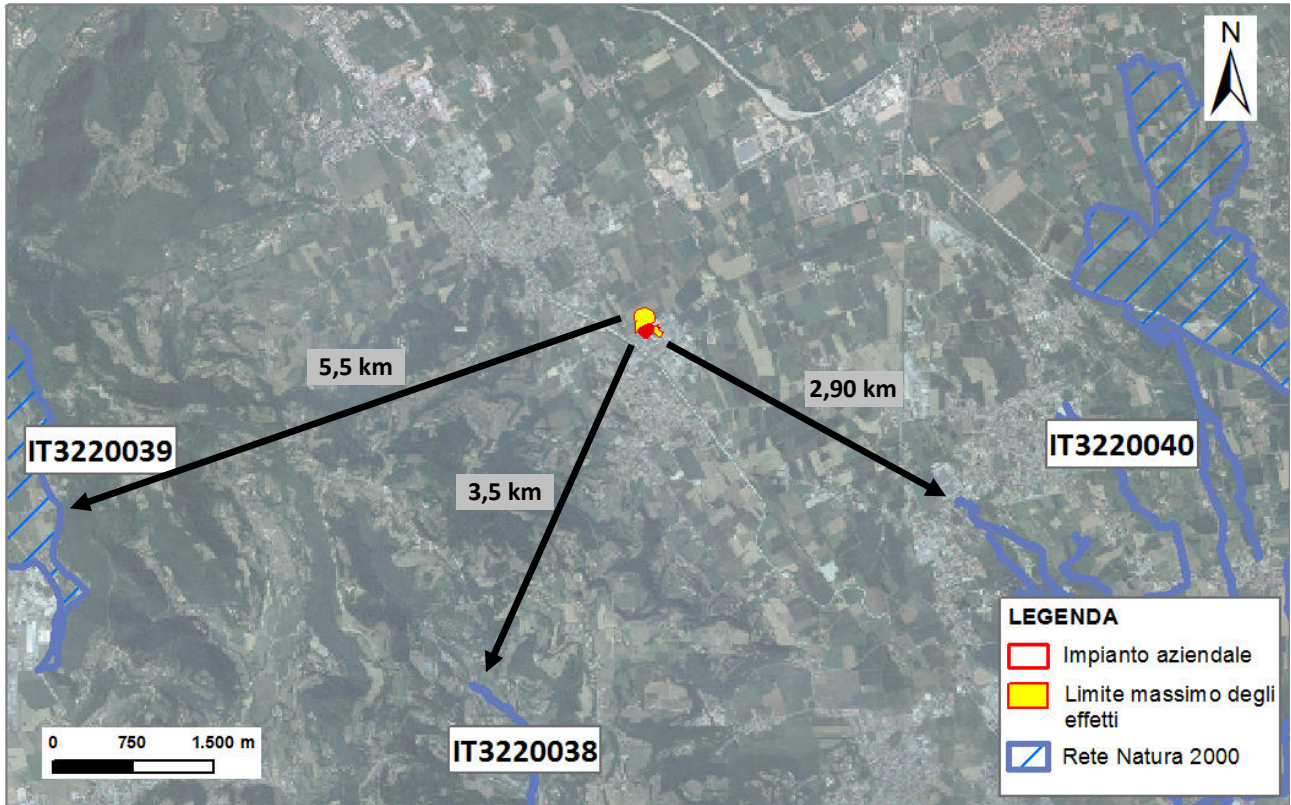 N
5,5 km
2,90 km
IT3220039
IT3220040
3,5 km
IT3220038
0 750 1.500 m
LEGENDA
Impianto aziendale
Limite massimo degli
effetti
Rete Natura 2000